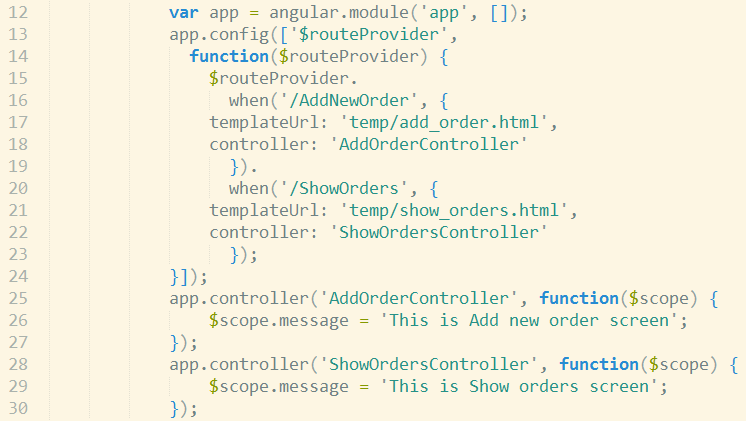 12 var app = angular.module('app', []);
13 app.config(['$routeProvider',
14 function($routeProvider) {
15 $routeProvider.
16 when('/AddNewOrder', {
17 templateUrl: 'temp/add_order.html',
18 controller: 'AddOrderController'
19 }).
20 when('/ShowOrders', {
21 templateUrl: 'temp/show_orders.html',
22 controller: 'ShowOrdersController'
23 });
24 }]);
25 app.controller('AddOrderController', function($scope) {
26 $scope.message = 'This is Add new order screen';
27 });
28 app.controller('ShowOrdersController', function($scope) {
29 $scope.message = 'This is Show orders screen';
30 });